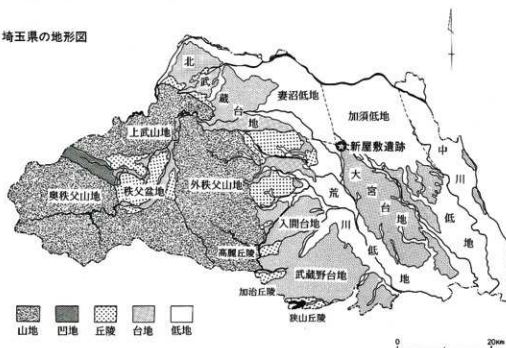 埼玉県の地形図
北武蔵台地
妻沼低地
加須低地
中川低地
上武山地
新屋敷遺跡
奥秩父山地
秩父盆地
外秩父山地
荒川低地
大宮台地
入間台地
高麗丘陵
武蔵野台地
加治丘陵
狭山丘陵
山地 凹地 丘陵 台地 低地
0 20Km